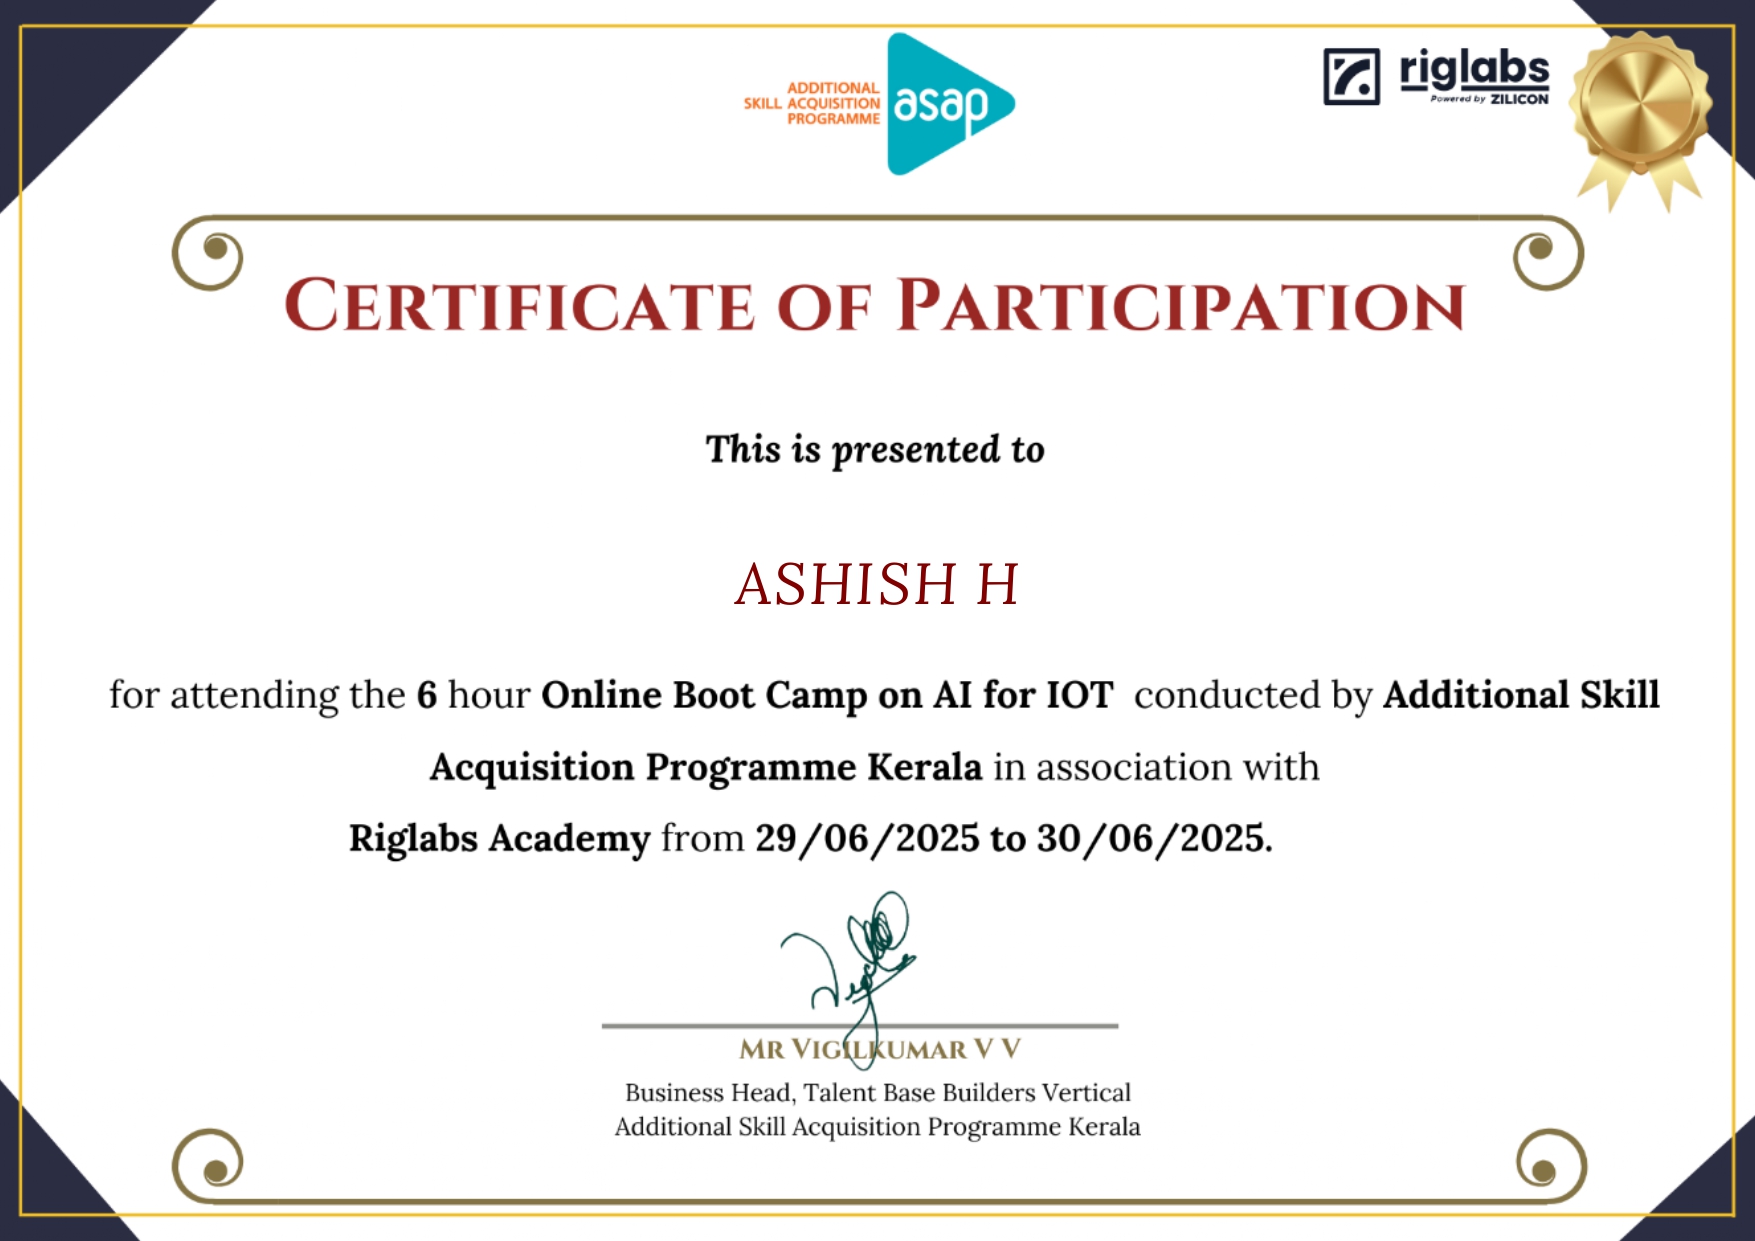 ADDITIONAL
SKILL ACQUISITION
PROGRAMME
asap
riglabs
Powered by ZILICON
CERTIFICATE OF PARTICIPATION
This is presented to
ASHISH H
for attending the 6 hour Online Boot Camp on AI for IOT conducted by Additional Skill
Acquisition Programme Kerala in association with
Riglabs Academy from 29/06/2025 to 30/06/2025.
MR VIGILKUMAR V V
Business Head, Talent Base Builders Vertical
Additional Skill Acquisition Programme Kerala